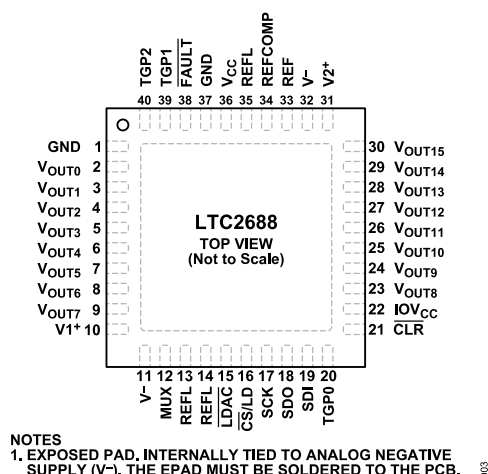 TGP2 TGP1 FAULT GND VCC REFL REFCOMP REF V– V2+
40 39 38 37 36 35 34 33 32 31
GND 1
VOUT0 2
VOUT1 3
VOUT2 4
VOUT3 5
VOUT4 6
VOUT5 7
VOUT6 8
VOUT7 9
V1+ 10
LTC2688
TOP VIEW
(Not to Scale)
30 VOUT15
29 VOUT14
28 VOUT13
27 VOUT12
26 VOUT11
25 VOUT10
24 VOUT9
23 VOUT8
22 IOVCC
21 CLR
11 12 13 14 15 16 17 18 19 20
V– MUX REFL REFL LDAC CS/LD SCK SDO SDI TGP0
NOTES
1. EXPOSED PAD. INTERNALLY TIED TO ANALOG NEGATIVE
SUPPLY (V–). THE EPAD MUST BE SOLDERED TO THE PCB.
003